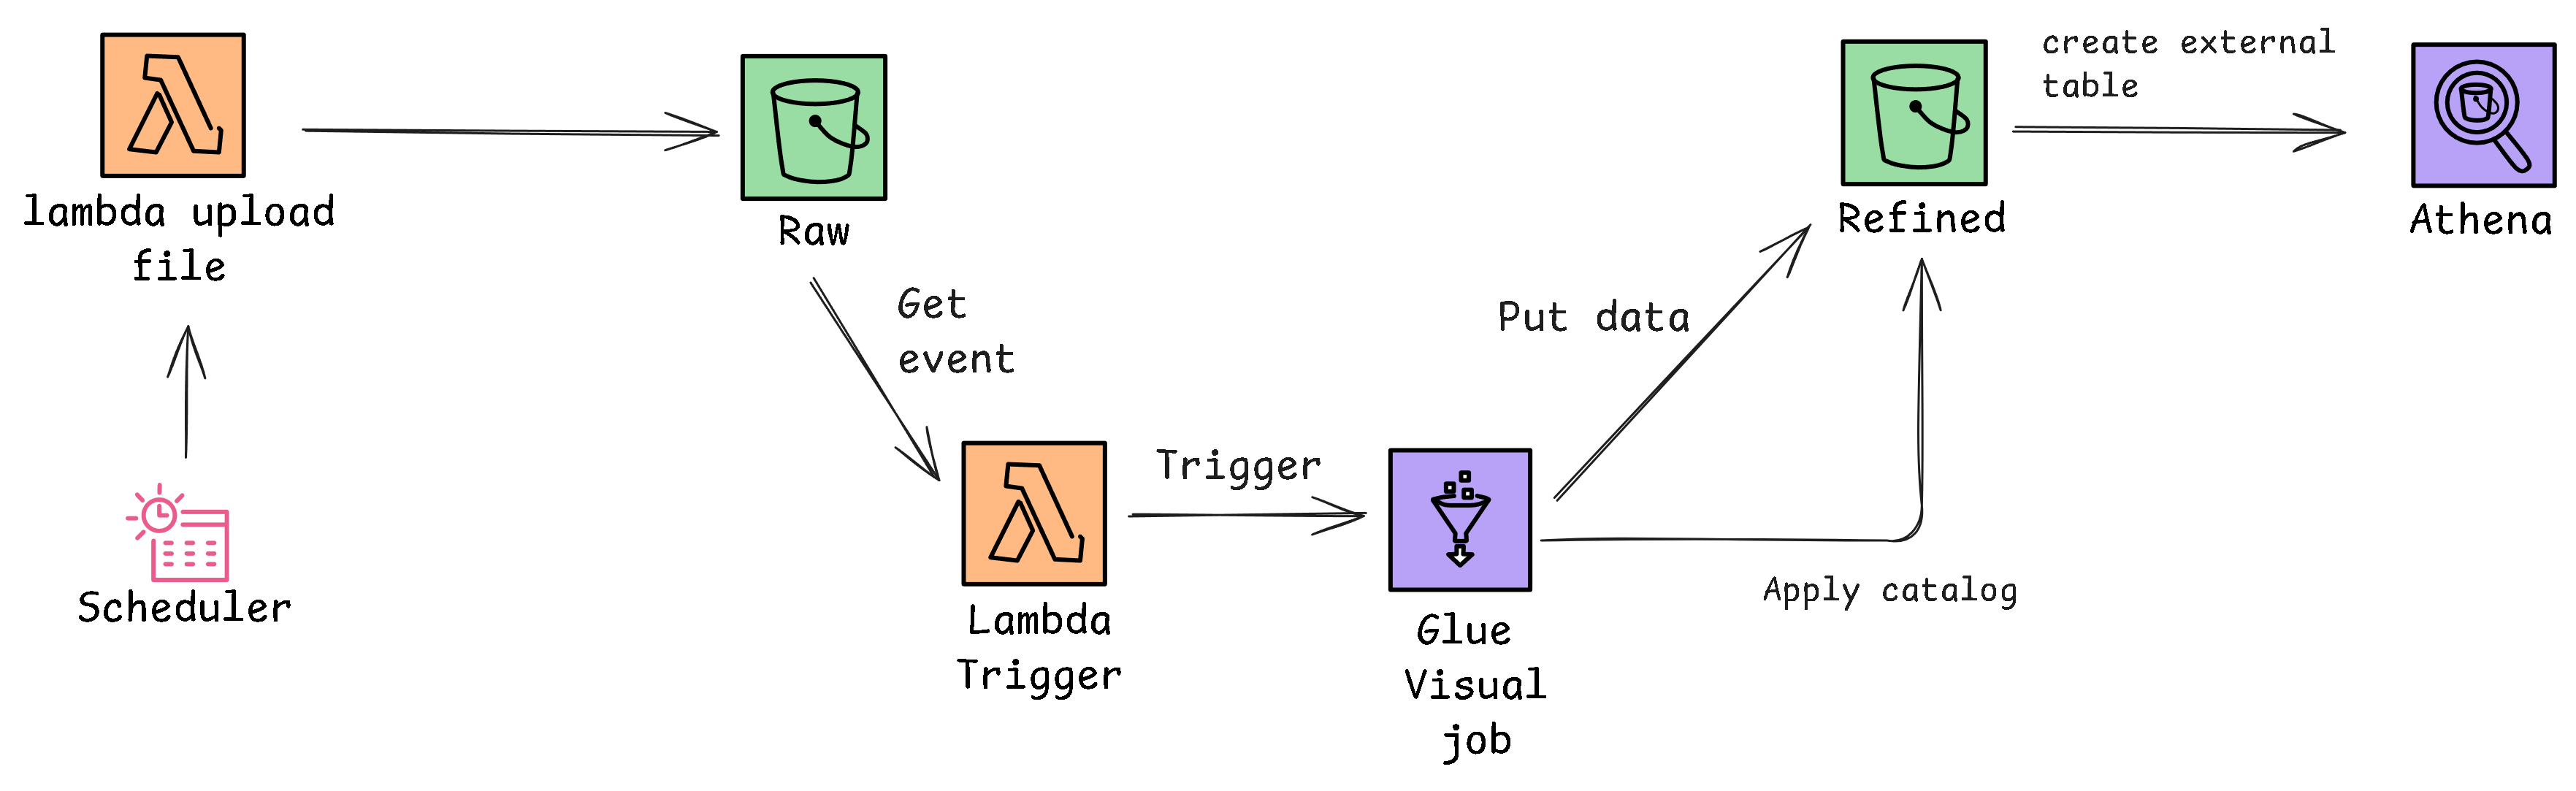 lambda upload
file
Scheduler
Raw
Get
event
Lambda
Trigger
Trigger
Glue
Visual
job
Put data
Apply catalog
Refined
create external
table
Athena